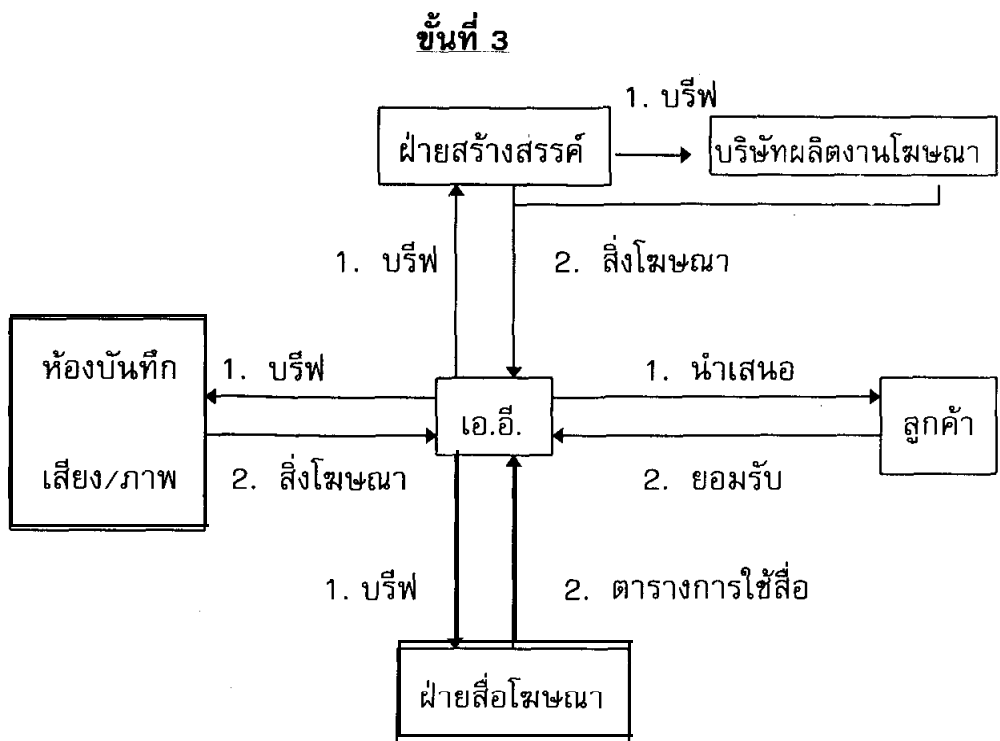 ขั้นที่ 3
1. บรีฟ
ฝ่ายสร้างสรรค์
บริษัทผลิตงานโฆษณา
1. บรีฟ
2. สิ่งโฆษณา
ห้องบันทึก
1. บรีฟ
1. นำเสนอ
เอ.อี.
ลูกค้า
เสียง/ภาพ
2. สิ่งโฆษณา
2. ยอมรับ
1. บรีฟ
2. ตารางการใช้สื่อ
ฝ่ายสื่อโฆษณา